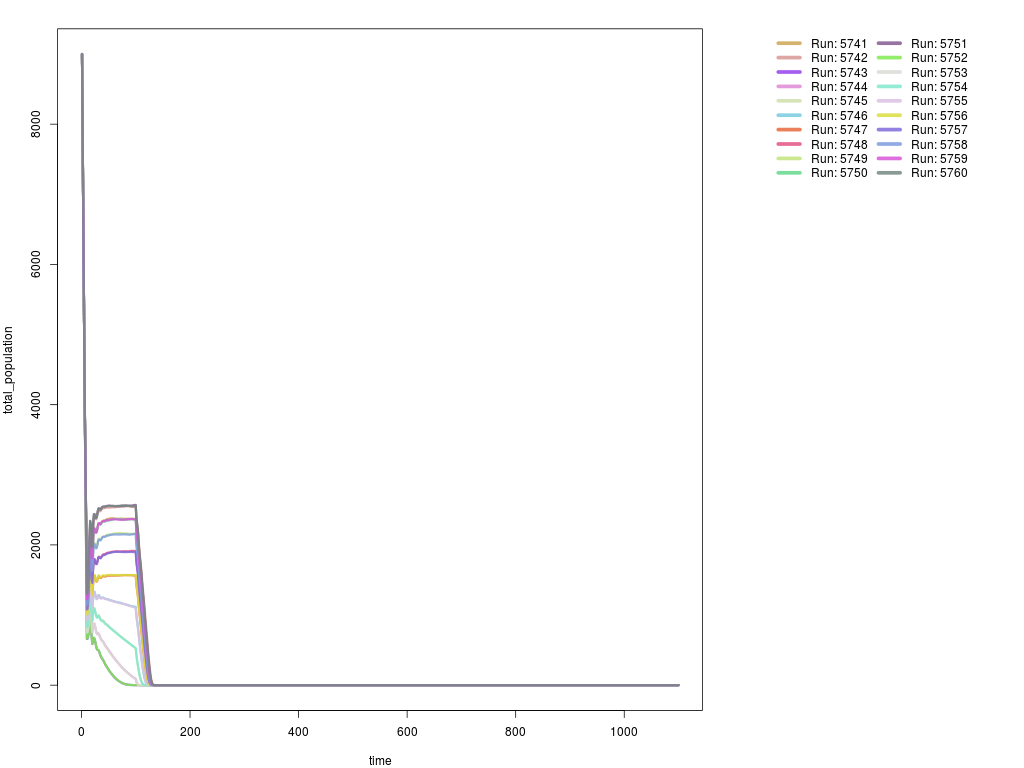 Run: 5741
Run: 5742
Run: 5743
Run: 5744
Run: 5745
Run: 5746
Run: 5747
Run: 5748
Run: 5749
Run: 5750
Run: 5751
Run: 5752
Run: 5753
Run: 5754
Run: 5755
Run: 5756
Run: 5757
Run: 5758
Run: 5759
Run: 5760
total_population
8000
6000
4000
2000
0
0 200 400 600 800 1000
time